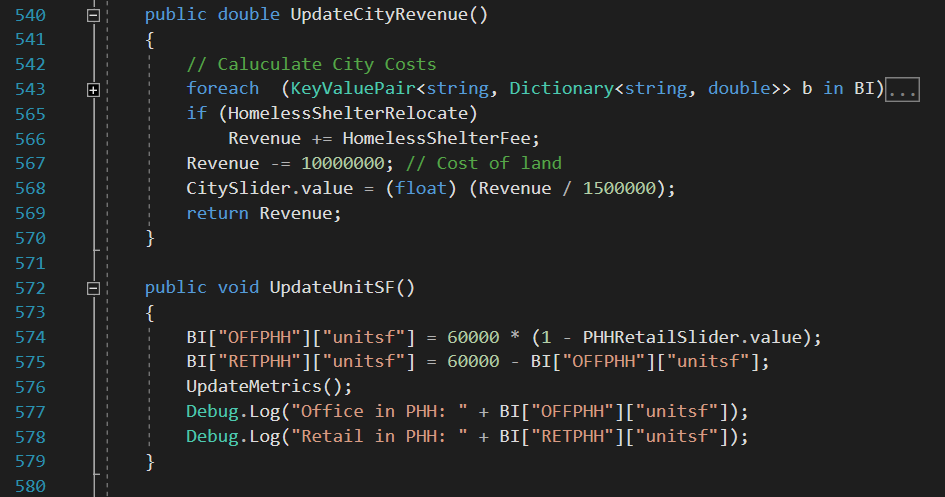 540 public double UpdateCityRevenue()
541 {
542 // Caluculate City Costs
543 foreach  (KeyValuePair<string, Dictionary<string, double>> b in BI)...
565 if (HomelessShelterRelocate)
566 Revenue += HomelessShelterFee;
567 Revenue -= 10000000; // Cost of land
568 CitySlider.value = (float) (Revenue / 1500000);
569 return Revenue;
570 }
571
572 public void UpdateUnitSF()
573 {
574 BI["OFFPHH"]["unitsf"] = 60000 * (1 - PHHRetailSlider.value);
575 BI["RETPHH"]["unitsf"] = 60000 - BI["OFFPHH"]["unitsf"];
576 UpdateMetrics();
577 Debug.Log("Office in PHH: " + BI["OFFPHH"]["unitsf"]);
578 Debug.Log("Retail in PHH: " + BI["RETPHH"]["unitsf"]);
579 }
580